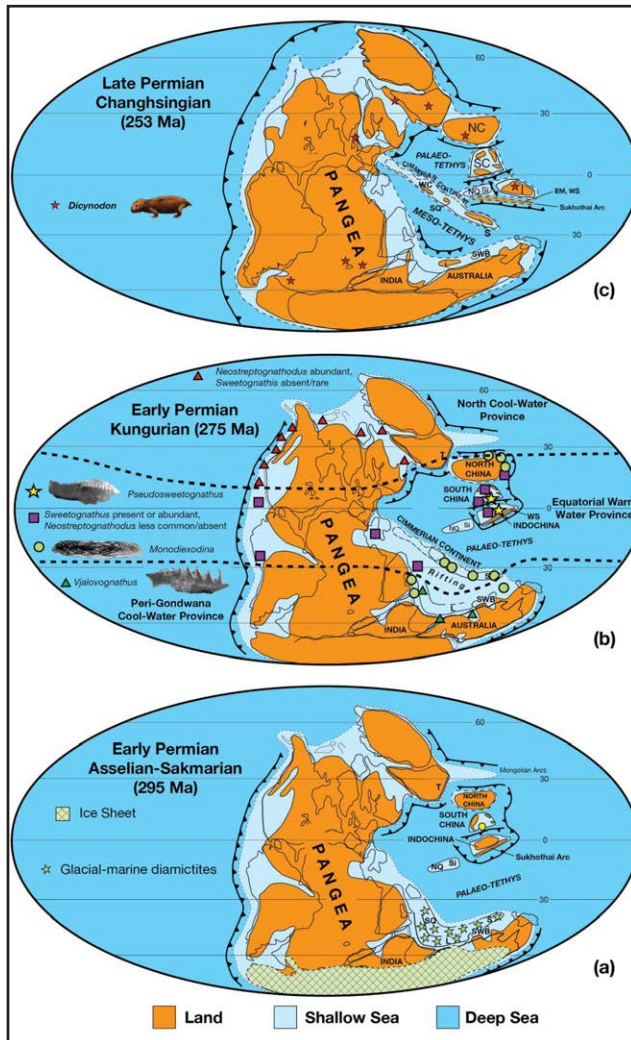 Late Permian
Changhsingian
(253 Ma)
Dicynodon
60
30
0
30
NC
PALAEO-
TETHYS
SC
CIMMERIAN CONTINENT
WC
NQ Si
EM, WS
SQ
Sukhothai Arc
MESO-TETHYS
S
SWB
PANGEA
INDIA
AUSTRALIA
(c)
Neostreptognathodus abundant,
Sweetognathis absent/rare
Early Permian
Kungurian (275 Ma)
60
North Cool-Water
Province
30
T
NORTH
CHINA
Pseudosweetognathus
SOUTH
CHINA
Equatorial Warm
Water Province
0
WS
INDOCHINA
Sweetognathus present or abundant,
Neostreptognathodus less common/absent
NQ Si
PALAEO-TETHYS
Monodiexodina
CIMMERIAN CONTINENT
30
Rifting
S
SWB
L
Vjalovognathus
Peri-Gondwana
Cool-Water Province
PANGEA
INDIA
AUSTRALIA
(b)
Early Permian
Asselian-Sakmarian
(295 Ma)
60
Mongolian Arcs
30
T
NORTH
CHINA
Ice Sheet
SOUTH
CHINA
INDOCHINA
0
Sukhothai Arc
NQ Si
Glacial-marine diamictites
PALAEO-TETHYS
30
SQ
S
SWB
PANGEA
INDIA
(a)
Land
Shallow Sea
Deep Sea